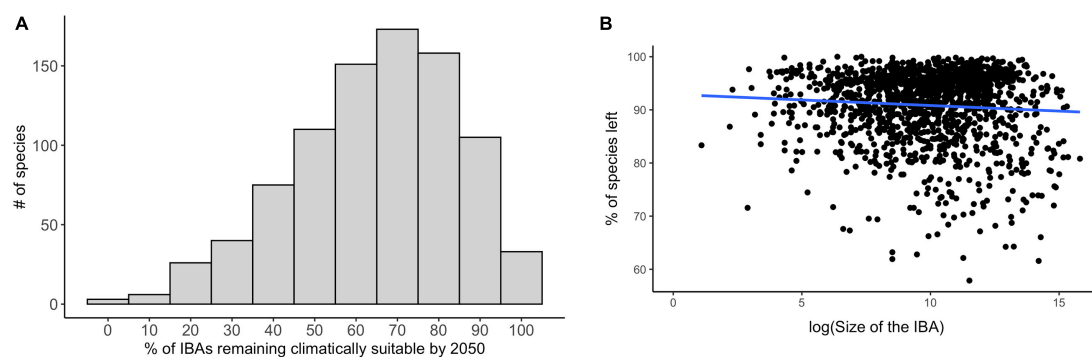 A
150
100
50
0
# of species
0 10 20 30 40 50 60 70 80 90 100
% of IBAs remaining climatically suitable by 2050
B
100
90
80
70
60
% of species left
0 5 10 15
log(Size of the IBA)